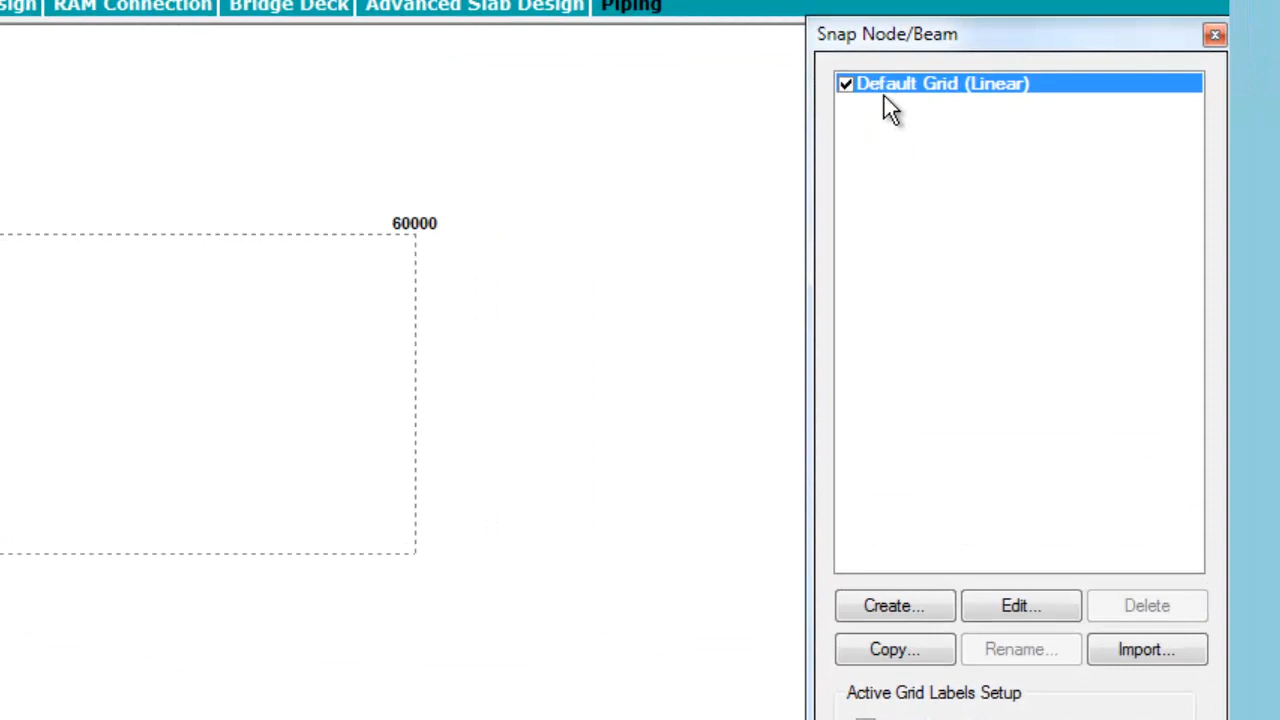 sign | RAM Connection | Bridge Deck | Advanced Slab Design | Piping
Snap Node/Beam
Default Grid (Linear)
60000
Create... Edit... Delete
Copy... Rename... Import...
Active Grid Labels Setup